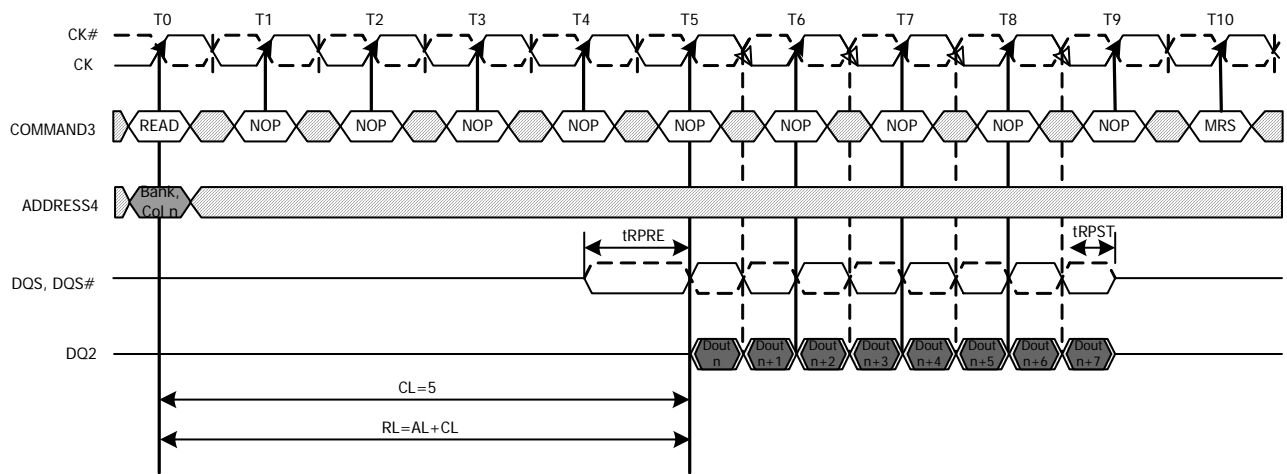 T0 T1 T2 T3 T4 T5 T6 T7 T8 T9 T10
CK#
CK
COMMAND3 READ NOP NOP NOP NOP NOP NOP NOP NOP NOP MRS
ADDRESS4
Bank,
Col n
tRPRE tRPST
DQS, DQS#
DQ2
Dout Dout Dout Dout Dout Dout Dout Dout
n n+1 n+2 n+3 n+4 n+5 n+6 n+7
CL=5
RL=AL+CL